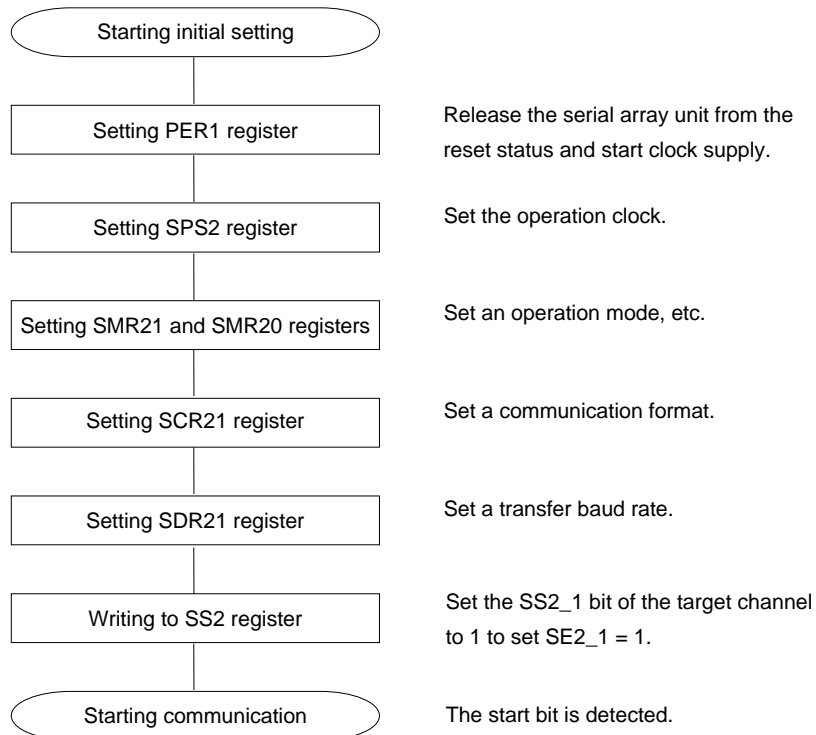 Starting initial setting
Setting PER1 register
Release the serial array unit from the
reset status and start clock supply.
Setting SPS2 register
Set the operation clock.
Setting SMR21 and SMR20 registers
Set an operation mode, etc.
Setting SCR21 register
Set a communication format.
Setting SDR21 register
Set a transfer baud rate.
Writing to SS2 register
Set the SS2_1 bit of the target channel
to 1 to set SE2_1 = 1.
Starting communication
The start bit is detected.